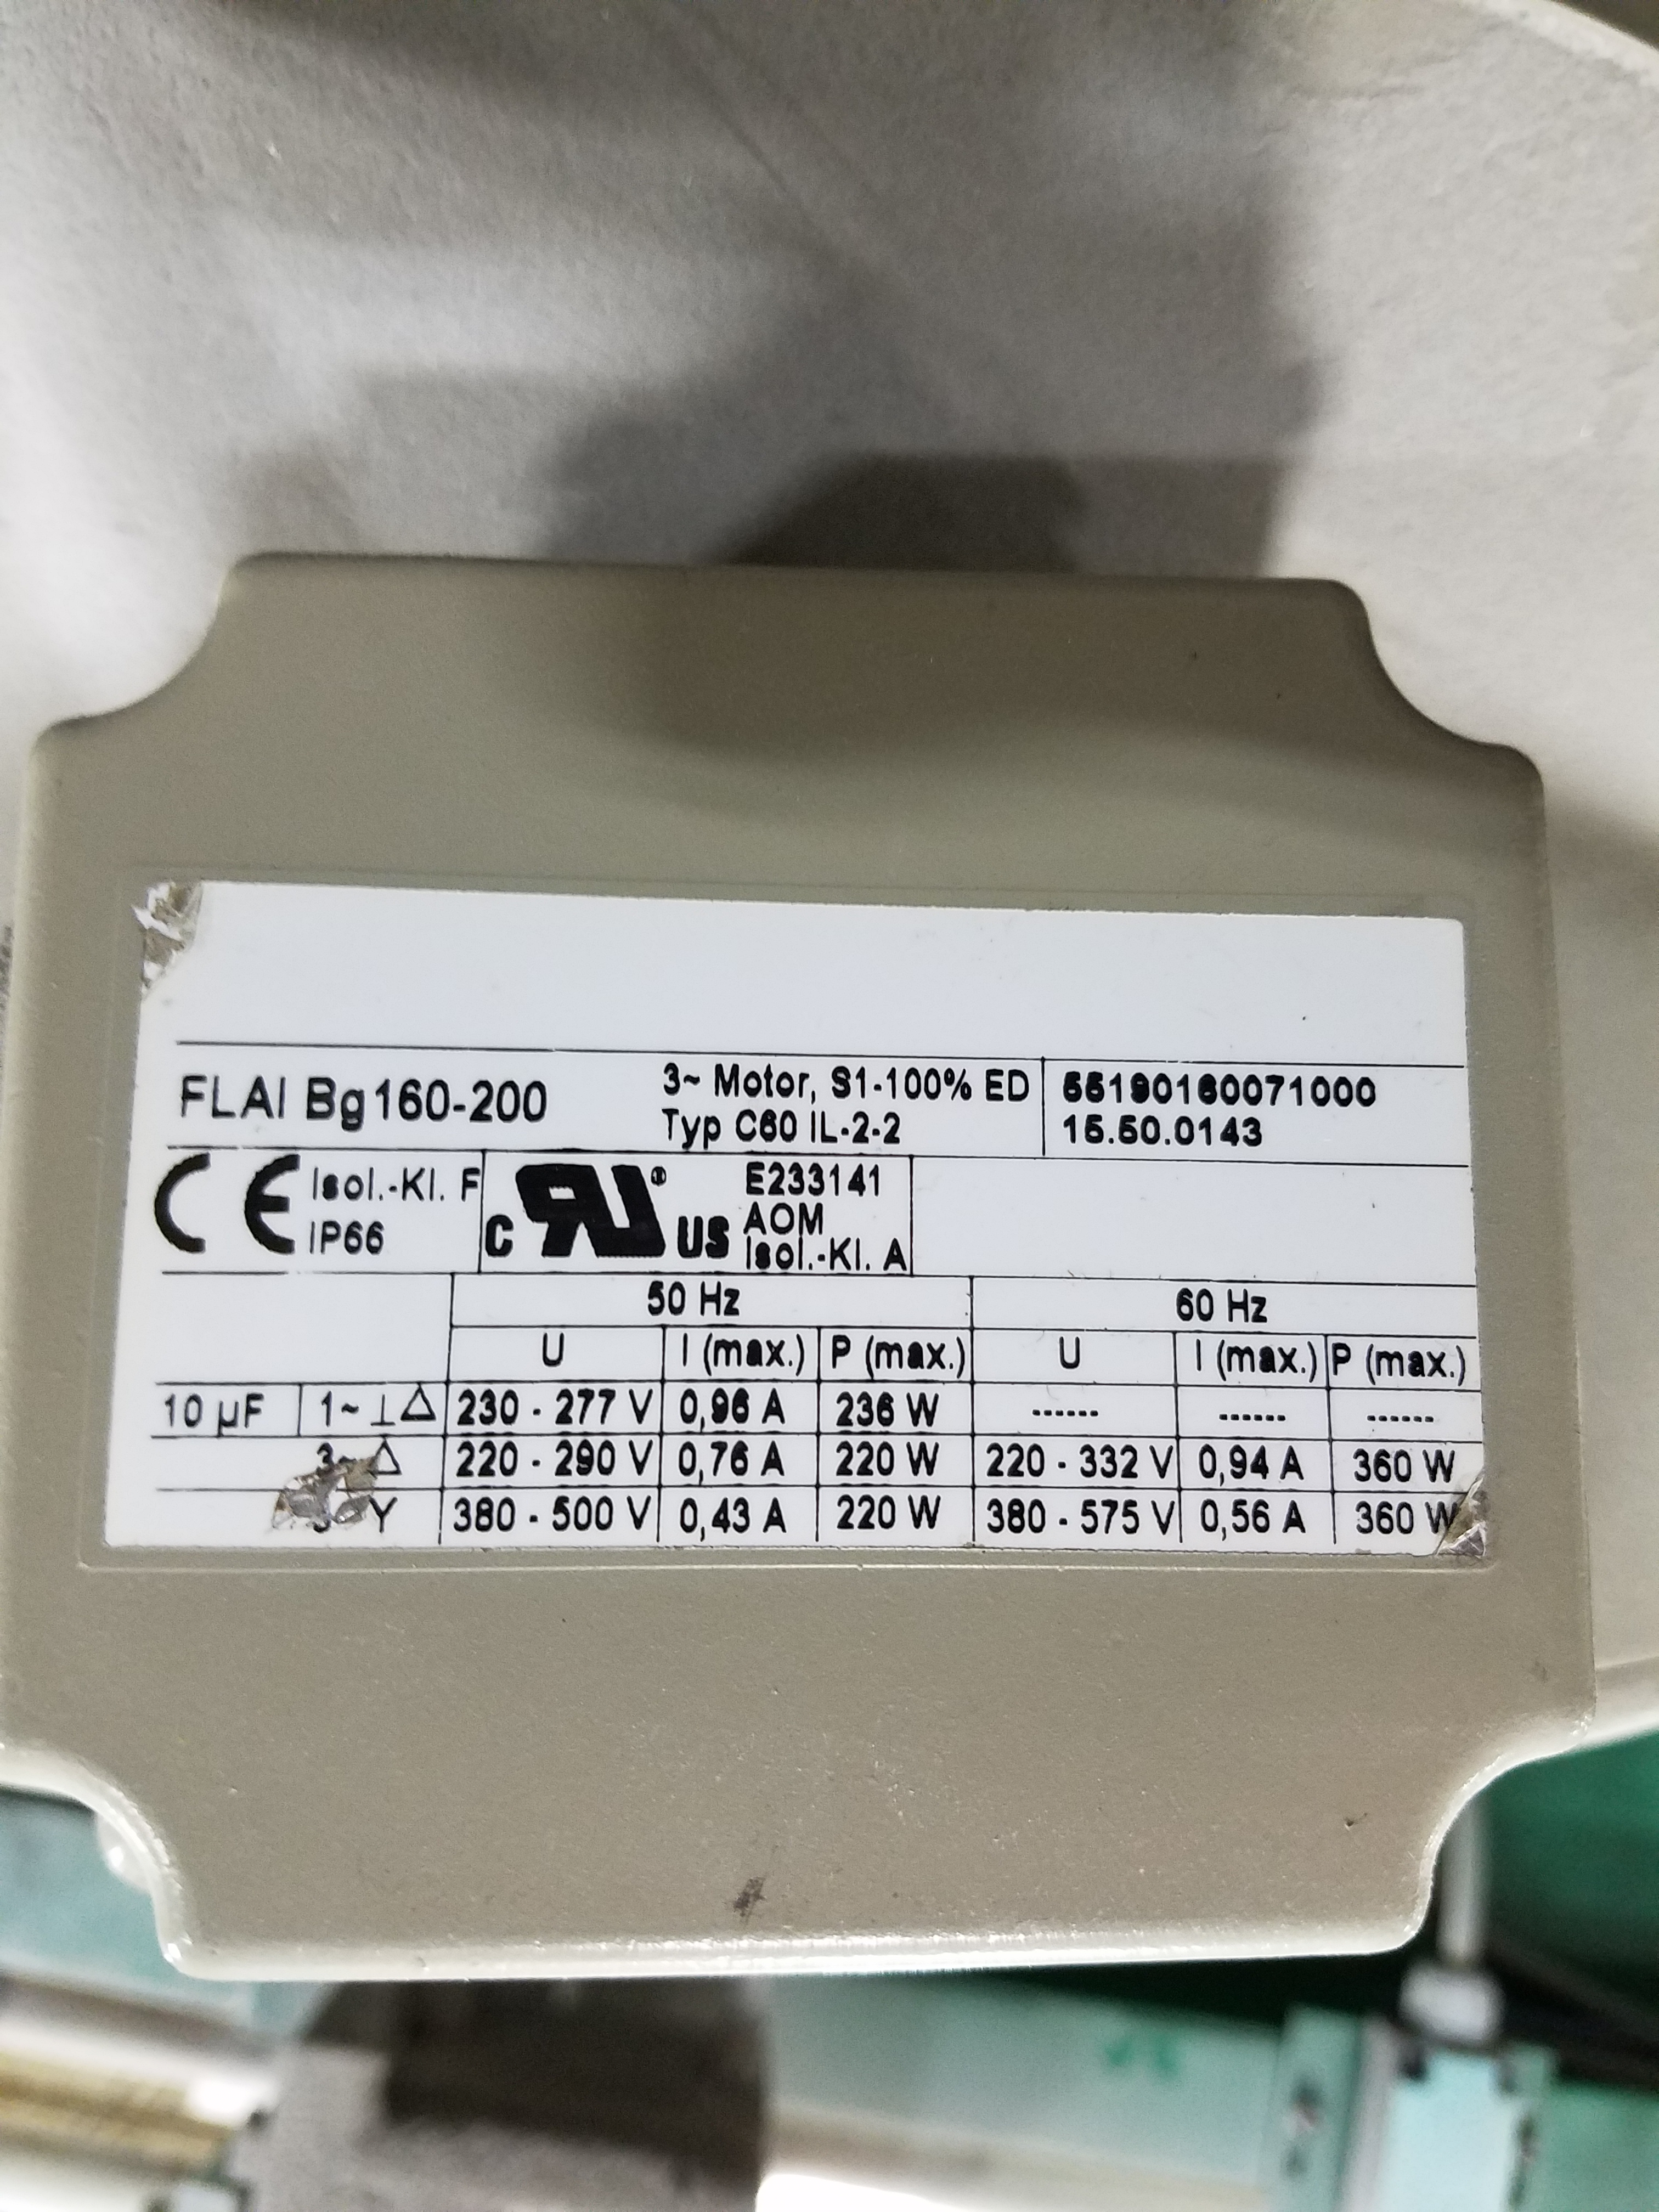 FLAI Bg160-200
3~ Motor, S1-100% ED
Typ C60 IL-2-2
55190160071000
15.50.0143
CE
Isol.-Kl. F
IP66
C RU® US
E233141
AOM
Isol.-Kl. A
50 Hz 60 Hz
U I (max.) P (max.) U I (max.) P (max.)
10 µF 1~ ⊥ △ 230 - 277 V 0,96 A 236 W ------ ------ ------
3~ △ 220 - 290 V 0,76 A 220 W 220 - 332 V 0,94 A 360 W
Y 380 - 500 V 0,43 A 220 W 380 - 575 V 0,56 A 360 W